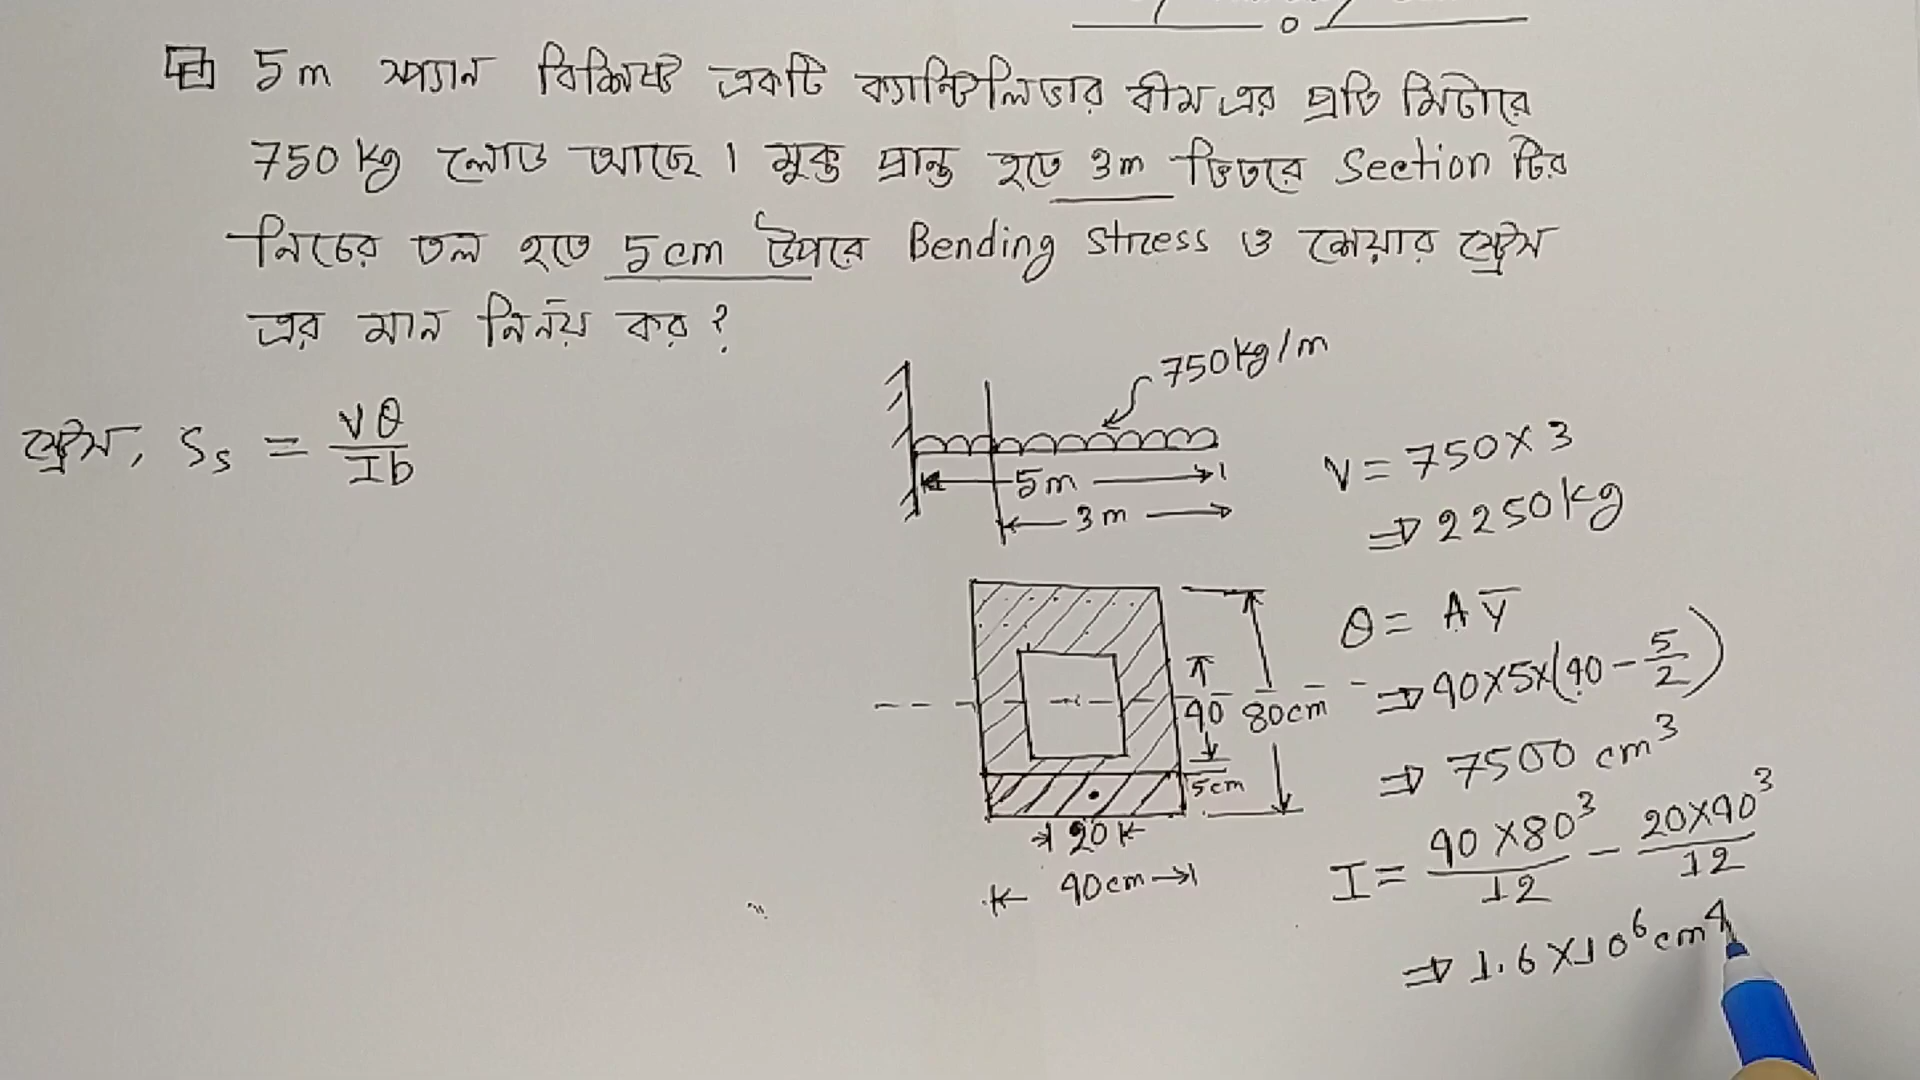 5m স্প্যান বিশিষ্ট একটি ক্যান্টিলিভার বীম এর প্রতি মিটারে
750 kg লোড আছে । মুক্ত প্রান্ত হতে 3m ভিতরে Section টির
নিচের তল হতে 5cm উপরে Bending stress ও শেয়ার স্ট্রেস
এর মান নির্নয় কর ?
স্ট্রেস, Ss = Vθ/Ib
750kg/m
5m
3m
V = 750×3
⇒ 2250kg
40
80cm
5cm
20
40cm
θ = Aȳ
⇒ 40×5×(40 - 5/2)
⇒ 7500 cm³
I = 40×80³/12 - 20×40³/12
⇒ 1.6×10⁶cm⁴